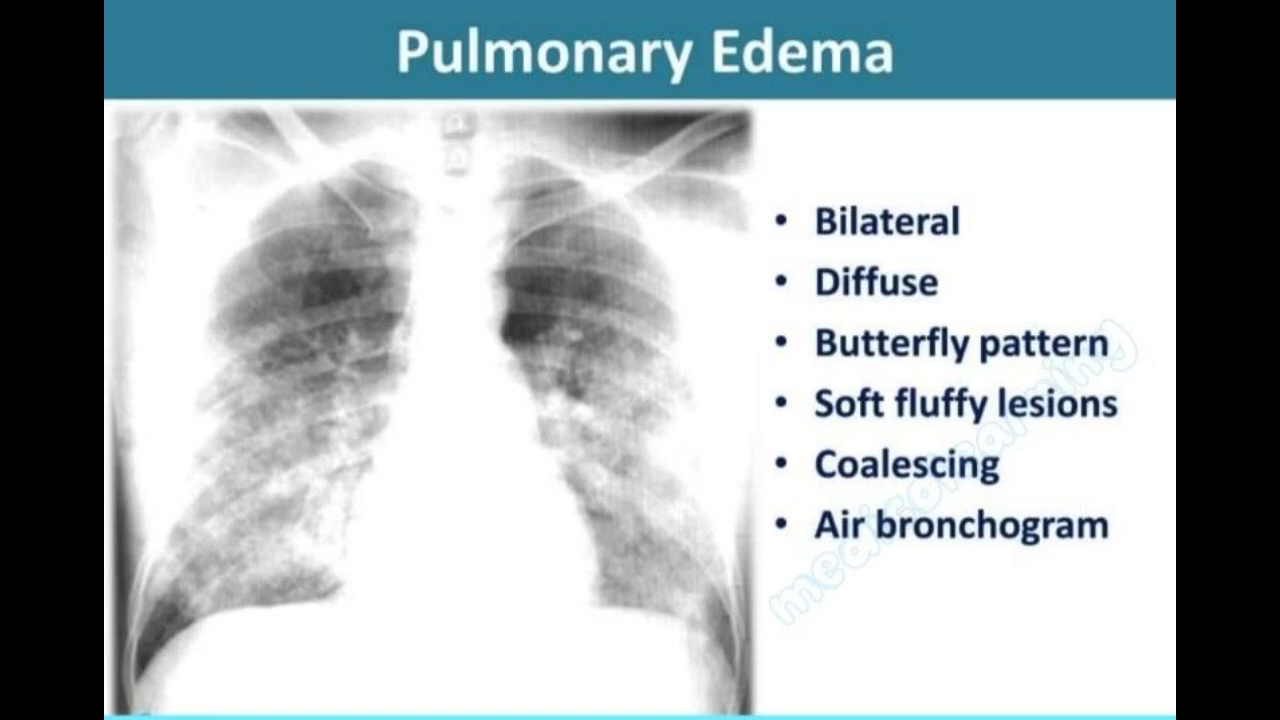 Pulmonary Edema
• Bilateral
• Diffuse
• Butterfly pattern
• Soft fluffy lesions
• Coalescing
• Air bronchogram